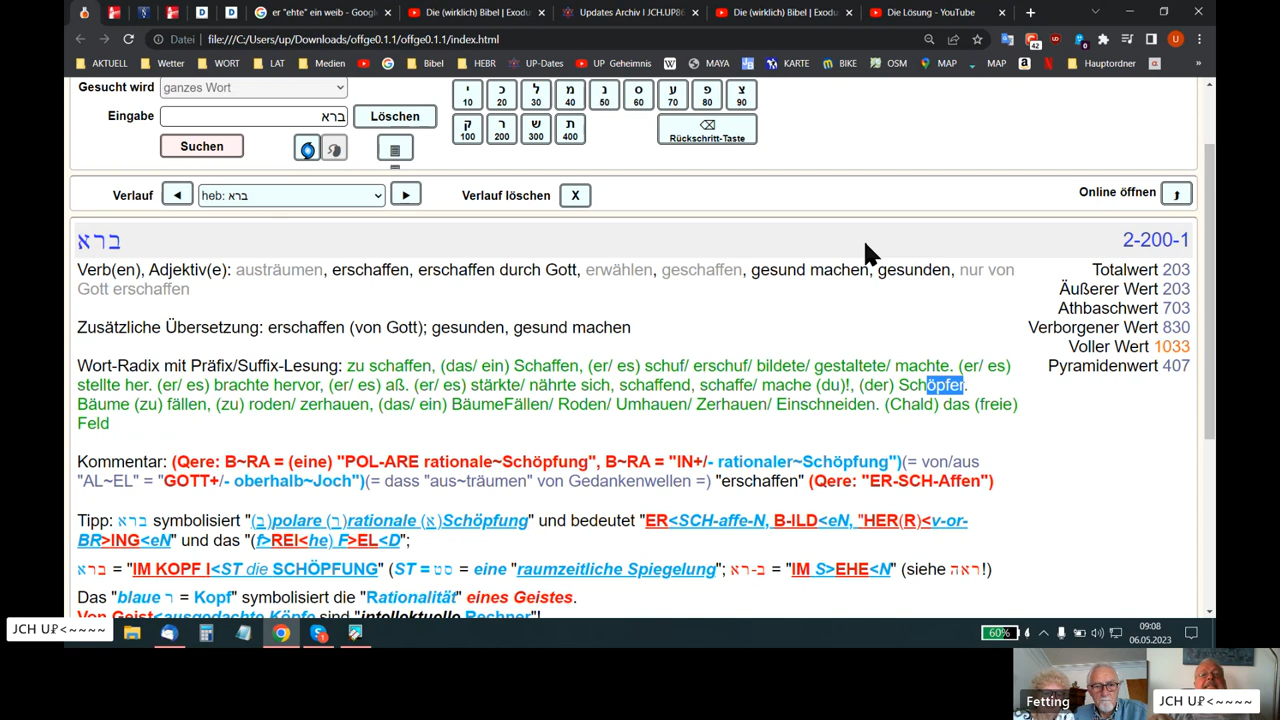 er "ehte" ein weib - Google
Die (wirklich) Bibel | Exodu
Updates Archiv I JCH.UP86
Die (wirklich) Bibel | Exodu
Die Lösung - YouTube
Datei | file:///C:/Users/up/Downloads/offge0.1.1/offge0.1.1/index.html
AKTUELL Wetter WORT LAT Medien Bibel HEBR UP-Dates UP Geheimnis MAYA KARTE BIKE OSM MAP MAP Hauptordner
Gesucht wird ganzes Wort
Eingabe ברא Löschen
Suchen
י 10 כ 20 ל 30 מ 40 נ 50 ס 60 ע 70 פ 80 צ 90
ק 100 ר 200 ש 300 ת 400 Rückschritt-Taste
Verlauf heb: ברא Verlauf löschen X Online öffnen
ברא 2-200-1
Verb(en), Adjektiv(e): austräumen, erschaffen, erschaffen durch Gott, erwählen, geschaffen, gesund machen, gesunden, nur von
Gott erschaffen
Totalwert 203
Äußerer Wert 203
Athbaschwert 703
Verborgener Wert 830
Voller Wert 1033
Pyramidenwert 407
Zusätzliche Übersetzung: erschaffen (von Gott); gesunden, gesund machen
Wort-Radix mit Präfix/Suffix-Lesung: zu schaffen, (das/ ein) Schaffen, (er/ es) schuf/ erschuf/ bildete/ gestaltete/ machte. (er/ es)
stellte her. (er/ es) brachte hervor, (er/ es) aß. (er/ es) stärkte/ nährte sich, schaffend, schaffe/ mache (du)!, (der) Schöpfer.
Bäume (zu) fällen, (zu) roden/ zerhauen, (das/ ein) BäumeFällen/ Roden/ Umhauen/ Zerhauen/ Einschneiden. (Chald) das (freie)
Feld
Kommentar: (Qere: B~RA = (eine) "POL-ARE rationale~Schöpfung", B~RA = "IN+/- rationaler~Schöpfung")(= von/aus
"AL~EL" = "GOTT+/- oberhalb~Joch")(= dass "aus~träumen" von Gedankenwellen =) "erschaffen" (Qere: "ER-SCH-Affen")
Tipp: ברא symbolisiert "(ב)polare (ר)rationale (א)Schöpfung" und bedeutet "ER<SCH-affe-N, B-ILD<eN, "HER(R)<v-or-
BR>ING<eN" und das "(f>REI<he) F>EL<D";
ברא = "IM KOPF I<ST die SCHÖPFUNG" (ST = סט = eine "raumzeitliche Spiegelung"; ב-רא = "IM S>EHE<N" (siehe ראה!)
Das "blaue ר = Kopf" symbolisiert die "Rationalität" eines Geistes.
Von Geist<ausgedachte Köpfe sind "intellektuelle Rechner"!
JCH UP<~~~~
60%
09:08
06.05.2023
Fetting
JCH UP<~~~~